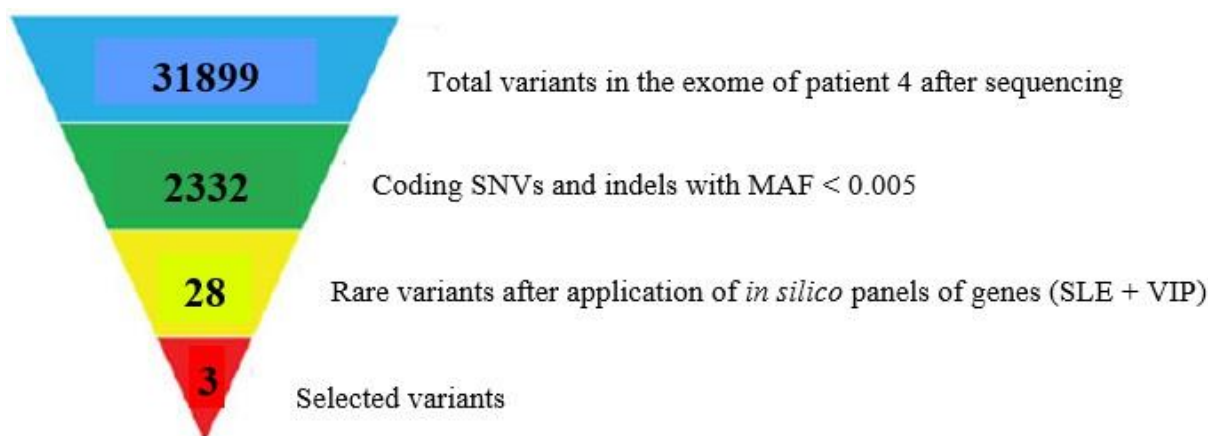 31899 Total variants in the exome of patient 4 after sequencing
2332 Coding SNVs and indels with MAF < 0.005
28 Rare variants after application of in silico panels of genes (SLE + VIP)
3 Selected variants